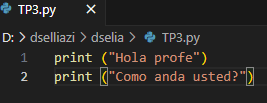 TP3.py
D: > dselliazi > dselia > TP3.py
1 print ("Hola profe")
2 print ("Como anda usted?")